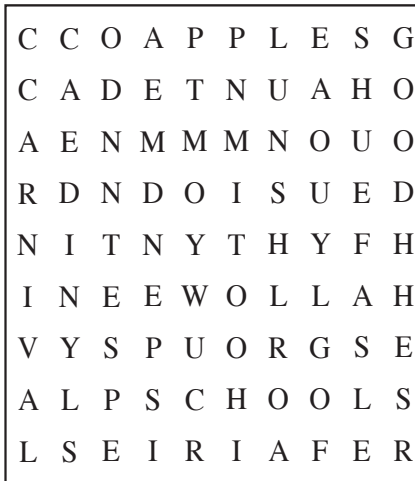 C C O A P P L E S G
C A D E T N U A H O
A E N M M M N O U O
R D N D O I S U E D
N I T N Y T H Y F H
I N E E W O L L A H
V Y S P U O R G S E
A L P S C H O O L S
L S E I R I A F E R